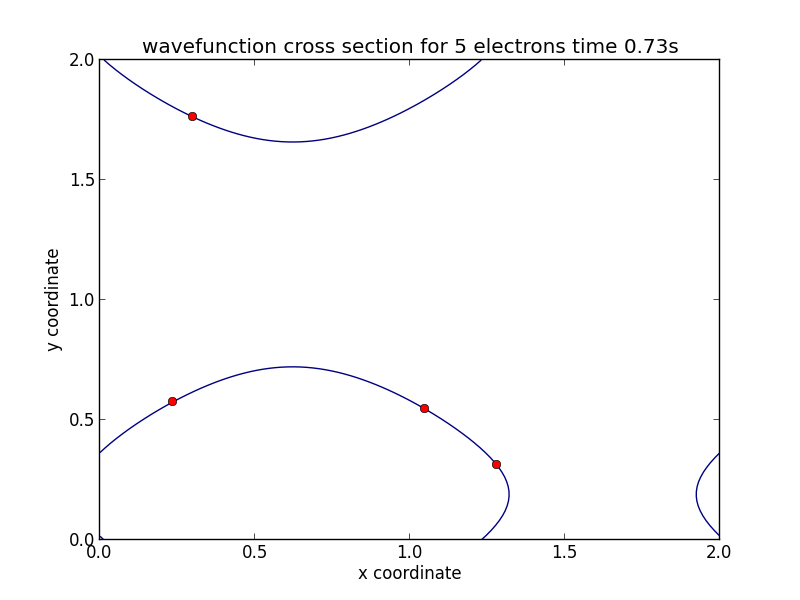 wavefunction cross section for 5 electrons time 0.73s
2.0
1.5
1.0
0.5
0.0
y coordinate
0.0 0.5 1.0 1.5 2.0
x coordinate